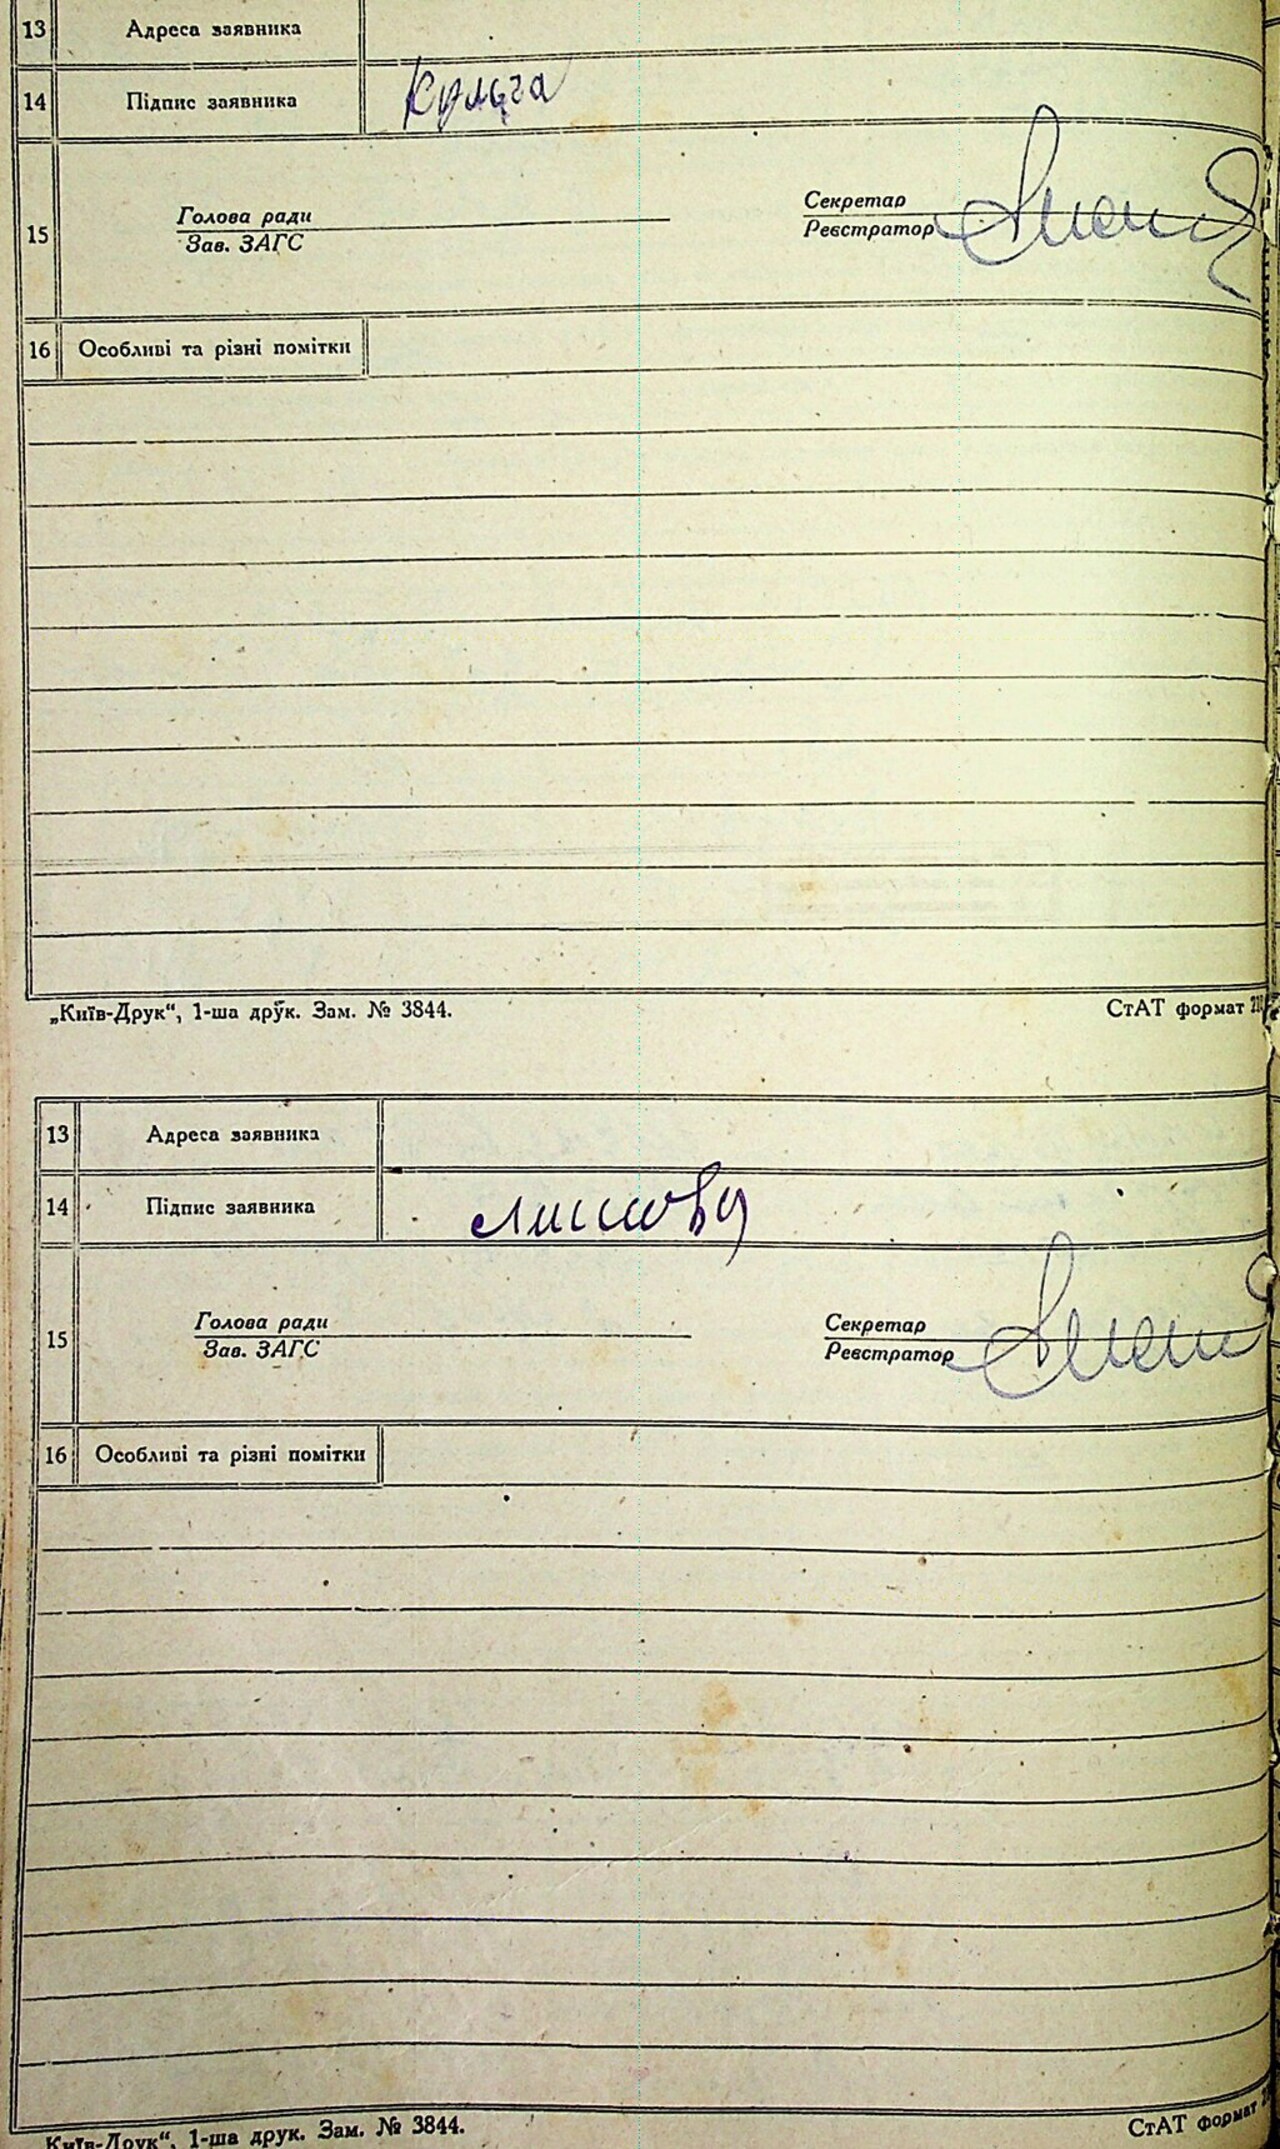 13 Адреса заявника
14 Підпис заявника Кульга
15 Голова ради Секретар
Зав. ЗАГС Реєстратор
16 Особливі та різні помітки
„Київ-Друк“, 1-ша друк. Зам. № 3844. СтАТ формат
13 Адреса заявника
14 Підпис заявника
15 Голова ради Секретар
Зав. ЗАГС Реєстратор
16 Особливі та різні помітки
Київ-Друк“, 1-ша друк. Зам. № 3844. СтАТ формат